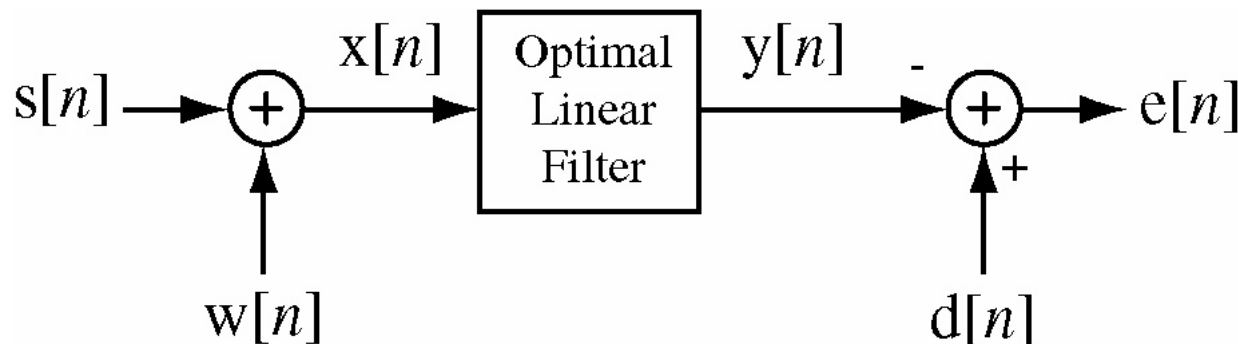 x[n]
Optimal
Linear
Filter
y[n]
-
s[n]
+
+
e[n]
+
w[n]
d[n]